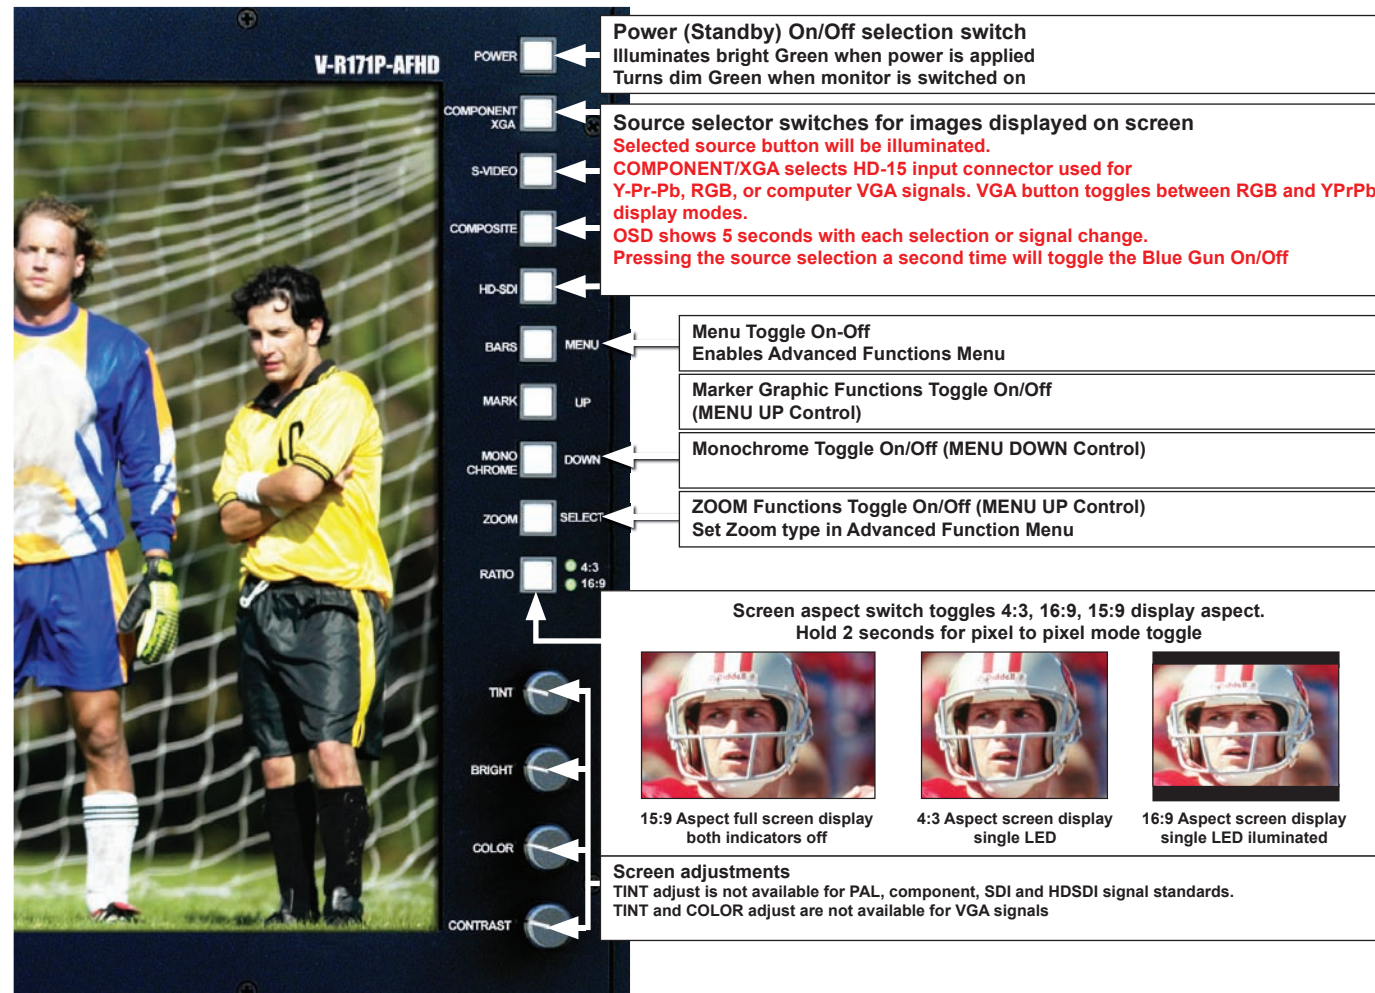 V-R171P-AFHD
POWER
COMPONENT
XGA
S-VIDEO
COMPOSITE
HD-SDI
BARS
MENU
MARK
UP
MONO
CHROME
DOWN
ZOOM
SELECT
RATIO
4:3
16:9
TINT
BRIGHT
COLOR
CONTRAST
Power (Standby) On/Off selection switch
Illuminates bright Green when power is applied
Turns dim Green when monitor is switched on
Source selector switches for images displayed on screen
Selected source button will be illuminated.
COMPONENT/XGA selects HD-15 input connector used for
Y-Pr-Pb, RGB, or computer VGA signals. VGA button toggles between RGB and YPrPb
display modes.
OSD shows 5 seconds with each selection or signal change.
Pressing the source selection a second time will toggle the Blue Gun On/Off
Menu Toggle On-Off
Enables Advanced Functions Menu
Marker Graphic Functions Toggle On/Off
(MENU UP Control)
Monochrome Toggle On/Off (MENU DOWN Control)
ZOOM Functions Toggle On/Off (MENU UP Control)
Set Zoom type in Advanced Function Menu
Screen aspect switch toggles 4:3, 16:9, 15:9 display aspect.
Hold 2 seconds for pixel to pixel mode toggle
Riddell
Riddell
Riddell
15:9 Aspect full screen display
both indicators off
4:3 Aspect screen display
single LED
16:9 Aspect screen display
single LED iluminated
Screen adjustments
TINT adjust is not available for PAL, component, SDI and HDSDI signal standards.
TINT and COLOR adjust are not available for VGA signals